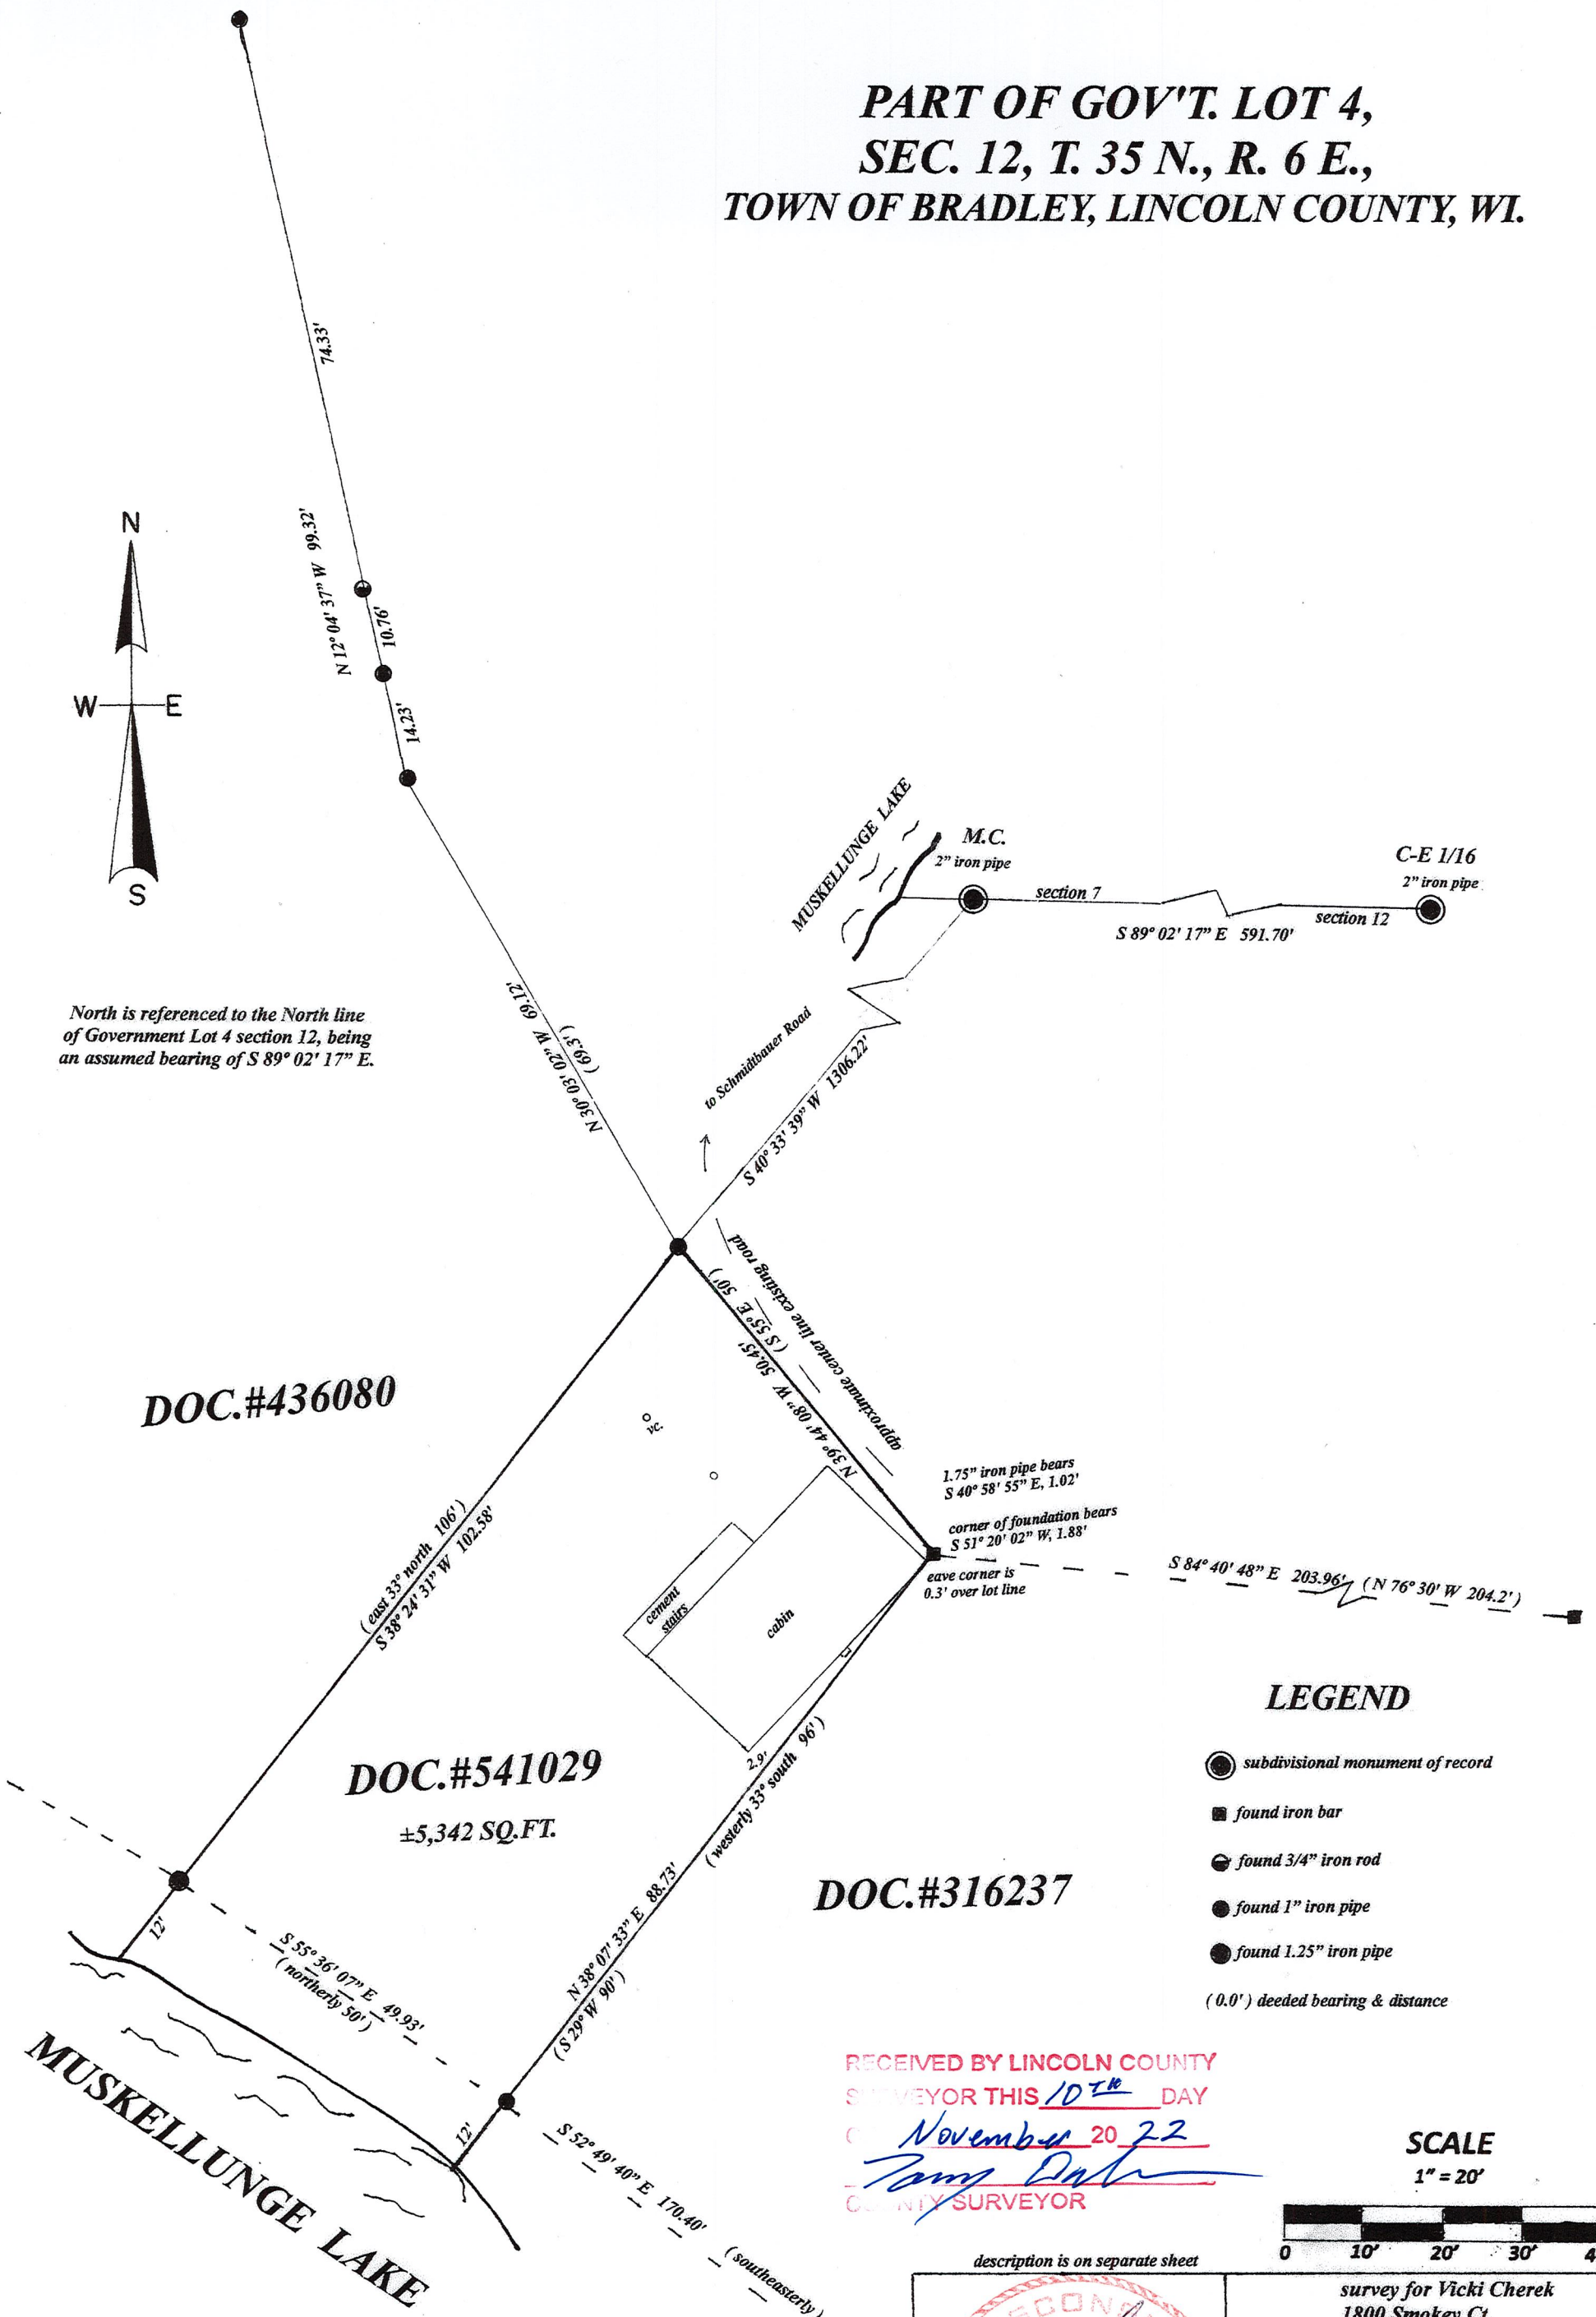 PART OF GOV'T. LOT 4,
SEC. 12, T. 35 N., R. 6 E.,
TOWN OF BRADLEY, LINCOLN COUNTY, WI.
74.33'
N 12° 04' 37" W 99.32'
10.76'
14.23'
N
W E
S
MUSKELLUNGE LAKE
M.C.
2" iron pipe
section 7
C-E 1/16
2" iron pipe
section 12
S 89° 02' 17" E 591.70'
North is referenced to the North line
of Government Lot 4 section 12, being
an assumed bearing of S 89° 02' 17" E.
N 30° 03' 02" W 69.12'
( 69.3' )
to Schmidtbauer Road
S 40° 33' 39" W 1306.22'
approximate center line existing road
( S 55° E 50' )
N 39° 44' 08" W 50.45'
DOC.#436080
vc.
1.75" iron pipe bears
S 40° 58' 55" E, 1.02'
corner of foundation bears
S 51° 20' 02" W, 1.88'
eave corner is
0.3' over lot line
S 84° 40' 48" E 203.96' ( N 76° 30' W 204.2' )
( east 33° north 106' )
S 38° 24' 31" W 102.58'
cement
stairs
cabin
2.9'
( westerly 33° south 96' )
DOC.#541029
±5,342 SQ.FT.
DOC.#316237
N 38° 07' 33" E 88.73'
( S 29° W 90' )
12'
S 55° 36' 07" E 49.93'
( northerly 50' )
12'
S 52° 49' 40" E 170.40'
( southeasterly )
MUSKELLUNGE LAKE
LEGEND
subdivisional monument of record
found iron bar
found 3/4" iron rod
found 1" iron pipe
found 1.25" iron pipe
( 0.0' ) deeded bearing & distance
RECEIVED BY LINCOLN COUNTY
SURVEYOR THIS 10TH DAY
November 20 22
COUNTY SURVEYOR
SCALE
1" = 20'
0 10' 20' 30' 4
description is on separate sheet
survey for Vicki Cherek
1800 Smokey Ct